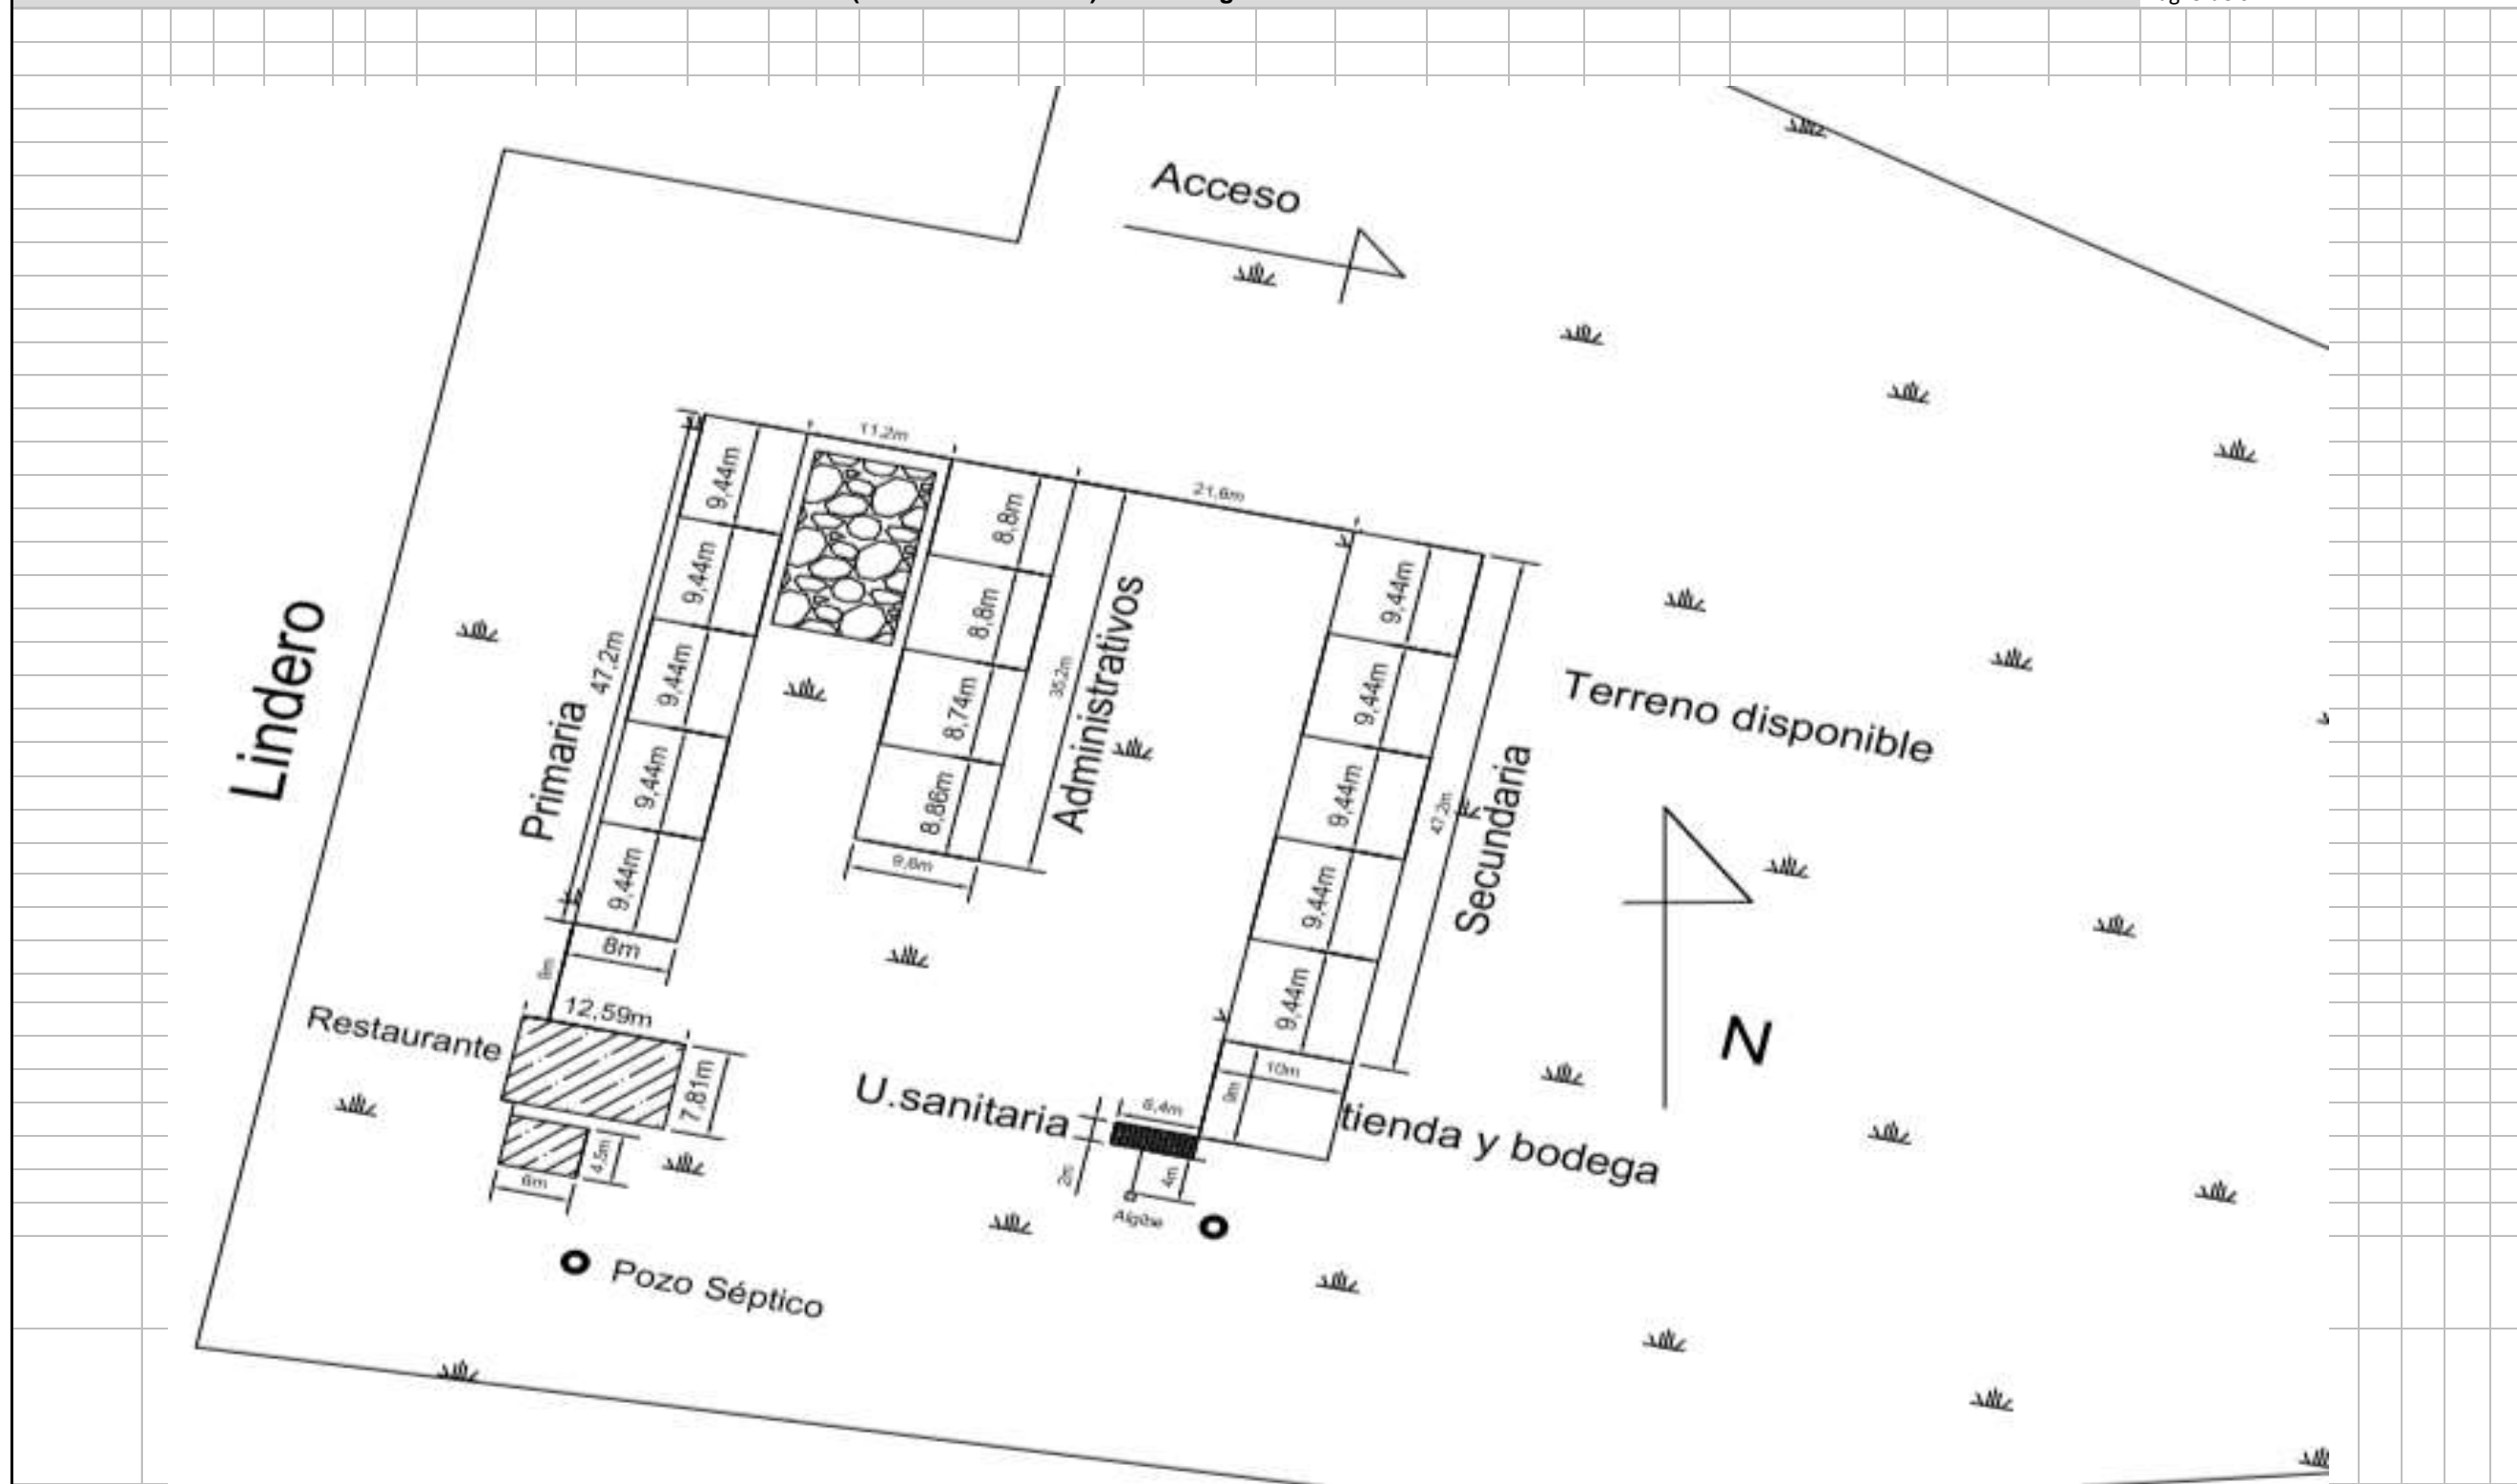 Acceso
11,2m
21,6m
9,44m
9,44m
9,44m
9,44m
9,44m
47,2m
Primaria
Lindero
8,8m
8,8m
8,74m
8,86m
35,2m
Administrativos
9,6m
9,44m
9,44m
9,44m
9,44m
9,44m
47,2m
Secundaria
Terreno disponible
N
8m
12,59m
Restaurante
7,81m
4,5m
6m
10m
9m
tienda y bodega
U.sanitaria
2m
4m
Pozo Séptico